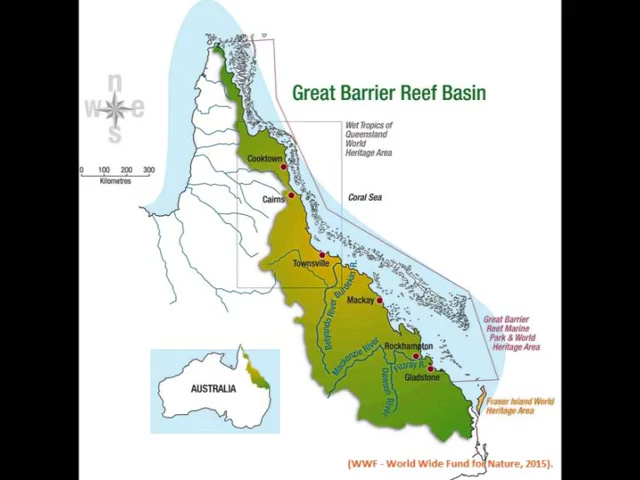 n
w e
s
Great Barrier Reef Basin
Wet Tropics of
Queensland
World
Heritage Area
Cooktown
0 100 200 300
Kilometres
Cairns
Coral Sea
Townsville
Burdekin R.
Belyando River
Mackay
Great Barrier
Reef Marine
Park & World
Heritage Area
Rockhampton
Mackenzie River
Fitzroy R.
Gladstone
Dawson River
AUSTRALIA
Fraser Island World
Heritage Area
(WWF - World Wide Fund for Nature, 2015).